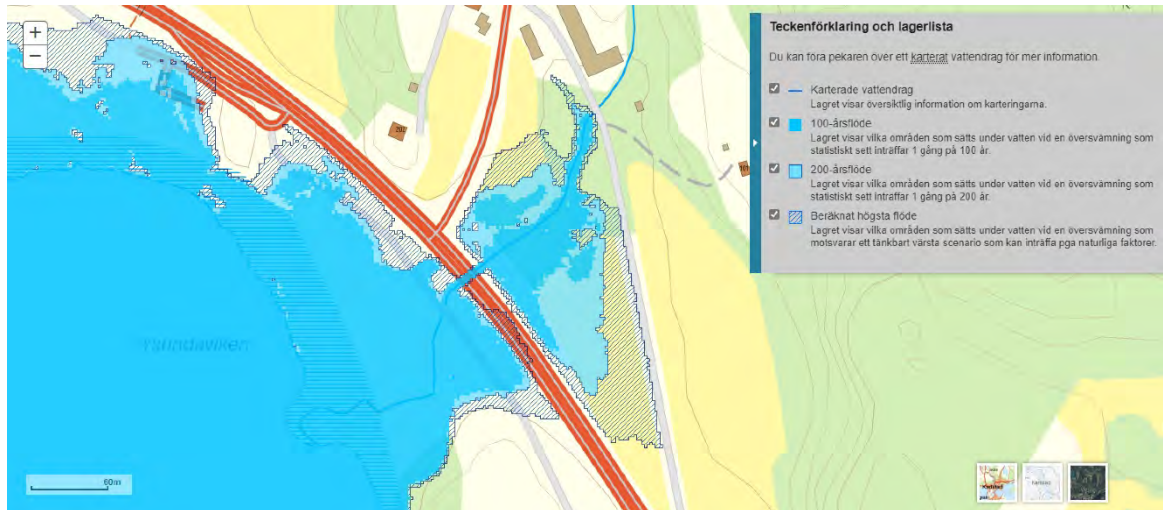 +
−
Teckenförklaring och lagerlista
Du kan föra pekaren över ett karterat vattendrag för mer information.
Karterade vattendrag
Lagret visar översiktlig information om karteringarna.
100-årsflöde
Lagret visar vilka områden som sätts under vatten vid en översvämning som
statistiskt sett inträffar 1 gång på 100 år.
200-årsflöde
Lagret visar vilka områden som sätts under vatten vid en översvämning som
statistiskt sett inträffar 1 gång på 200 år.
Beräknat högsta flöde
Lagret visar vilka områden som sätts under vatten vid en översvämning som
motsvarar ett tänkbart värsta scenario som kan inträffa pga naturliga faktorer.
60m